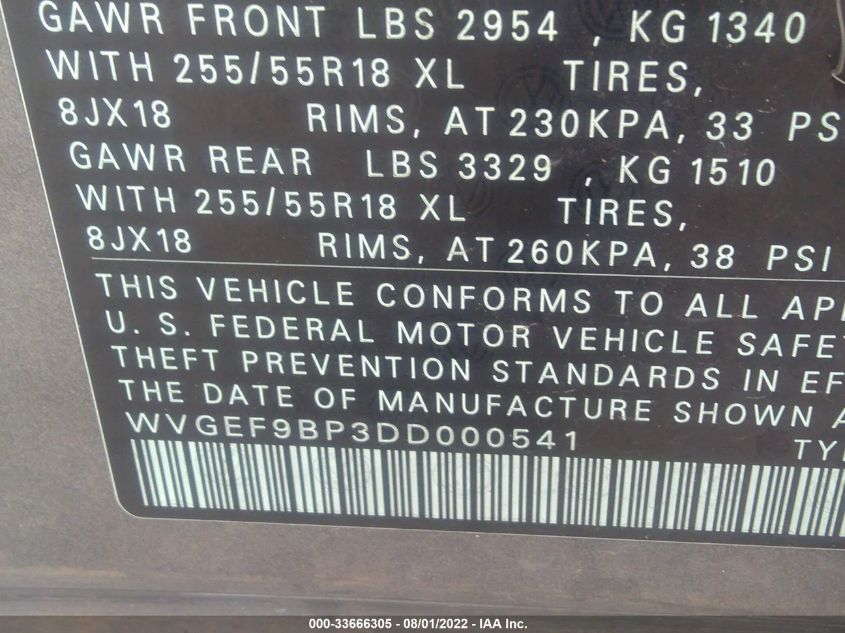 GAWR FRONT LBS 2954 , KG 1340
WITH 255/55R18 XL TIRES,
8JX18 RIMS, AT 230KPA, 33 PS
GAWR REAR LBS 3329 , KG 1510
WITH 255/55R18 XL TIRES,
8JX18 RIMS, AT 260KPA, 38 PSI
THIS VEHICLE CONFORMS TO ALL AP
U. S. FEDERAL MOTOR VEHICLE SAFE
THEFT PREVENTION STANDARDS IN EF
THE DATE OF MANUFACTURE SHOWN A
WVGEF9BP3DD000541 TY
000-33666305 - 08/01/2022 - IAA Inc.